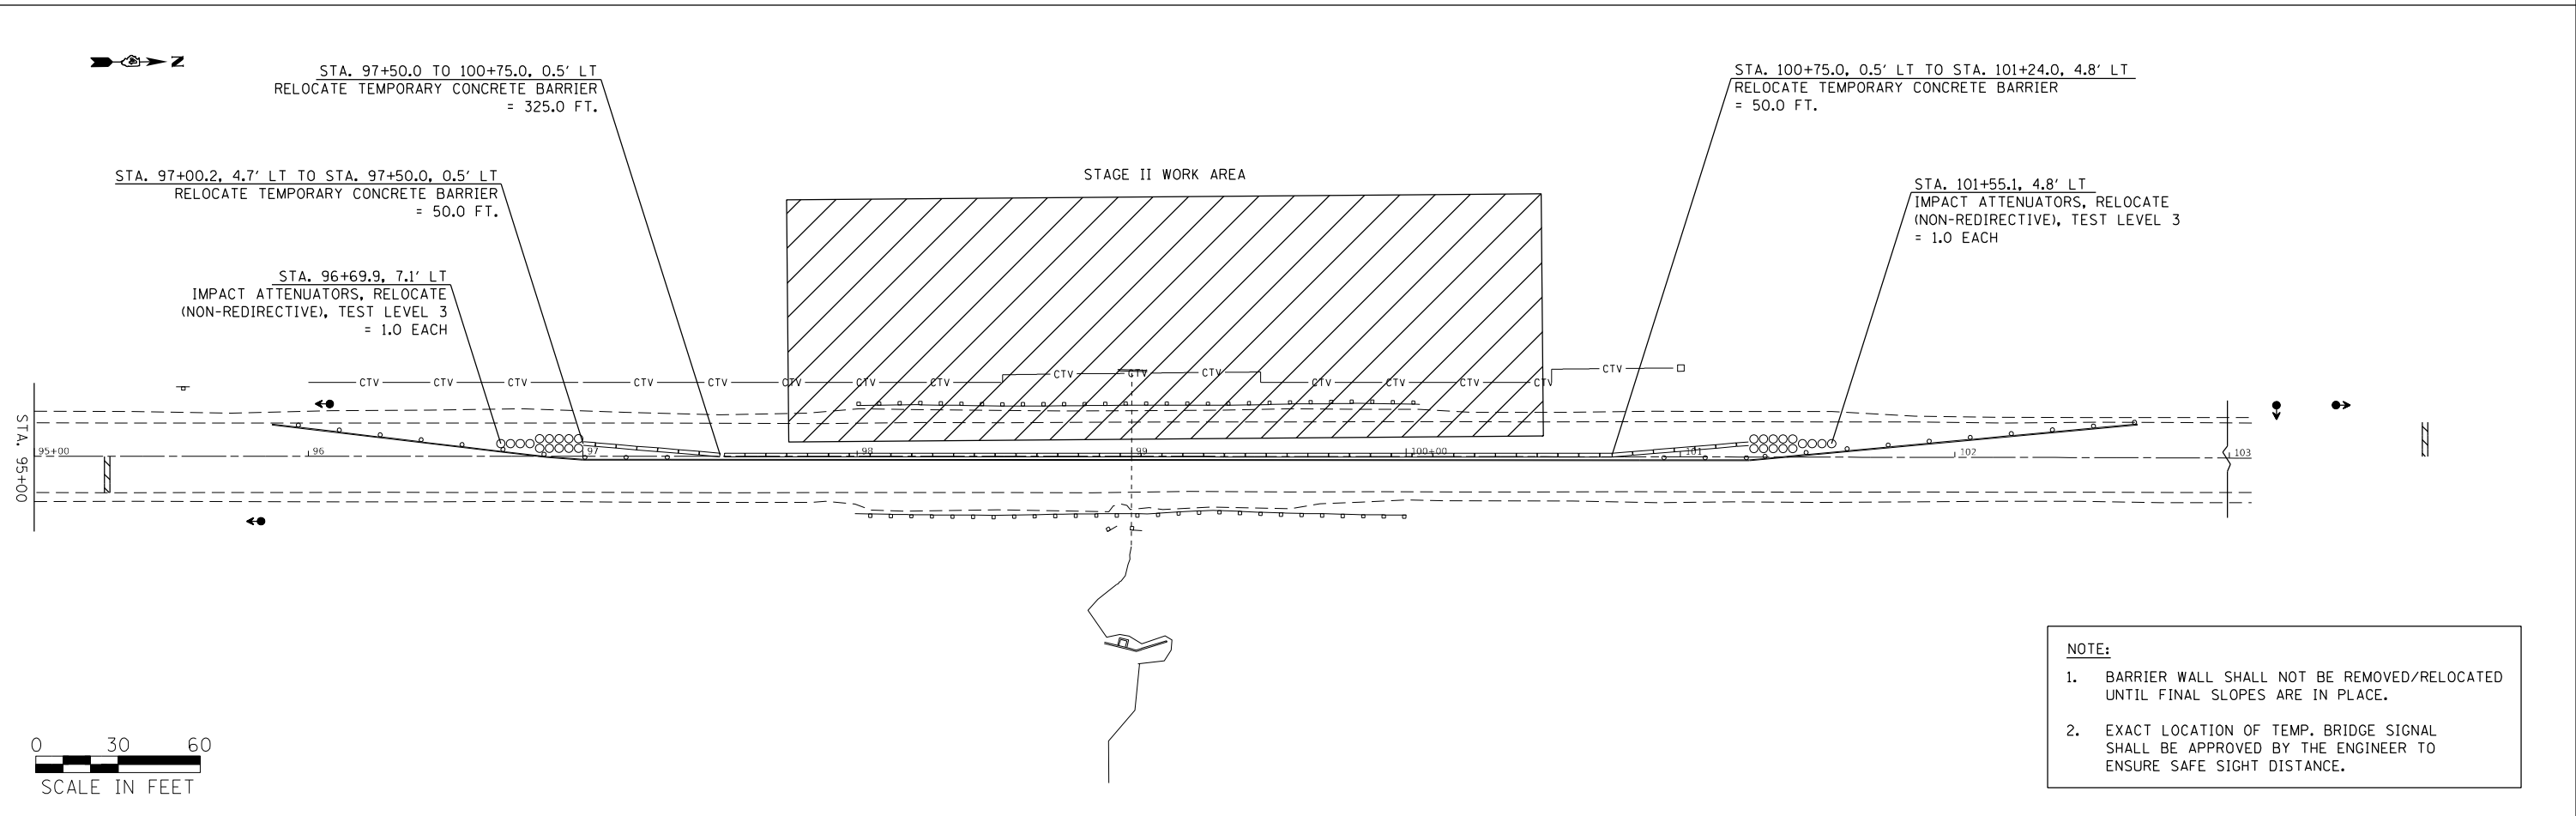 N
STA. 97+50.0 TO 100+75.0, 0.5' LT
RELOCATE TEMPORARY CONCRETE BARRIER
= 325.0 FT.
STA. 100+75.0, 0.5' LT TO STA. 101+24.0, 4.8' LT
RELOCATE TEMPORARY CONCRETE BARRIER
= 50.0 FT.
STA. 97+00.2, 4.7' LT TO STA. 97+50.0, 0.5' LT
RELOCATE TEMPORARY CONCRETE BARRIER
= 50.0 FT.
STAGE II WORK AREA
STA. 101+55.1, 4.8' LT
IMPACT ATTENUATORS, RELOCATE
(NON-REDIRECTIVE), TEST LEVEL 3
= 1.0 EACH
STA. 96+69.9, 7.1' LT
IMPACT ATTENUATORS, RELOCATE
(NON-REDIRECTIVE), TEST LEVEL 3
= 1.0 EACH
CTV CTV CTV CTV CTV CTV CTV CTV CTV CTV CTV CTV CTV CTV CTV CTV
STA. 95+00
95+00 96 97 98 99 100+00 101 102 103
0 30 60
SCALE IN FEET
NOTE:
1. BARRIER WALL SHALL NOT BE REMOVED/RELOCATED
UNTIL FINAL SLOPES ARE IN PLACE.
2. EXACT LOCATION OF TEMP. BRIDGE SIGNAL
SHALL BE APPROVED BY THE ENGINEER TO
ENSURE SAFE SIGHT DISTANCE.